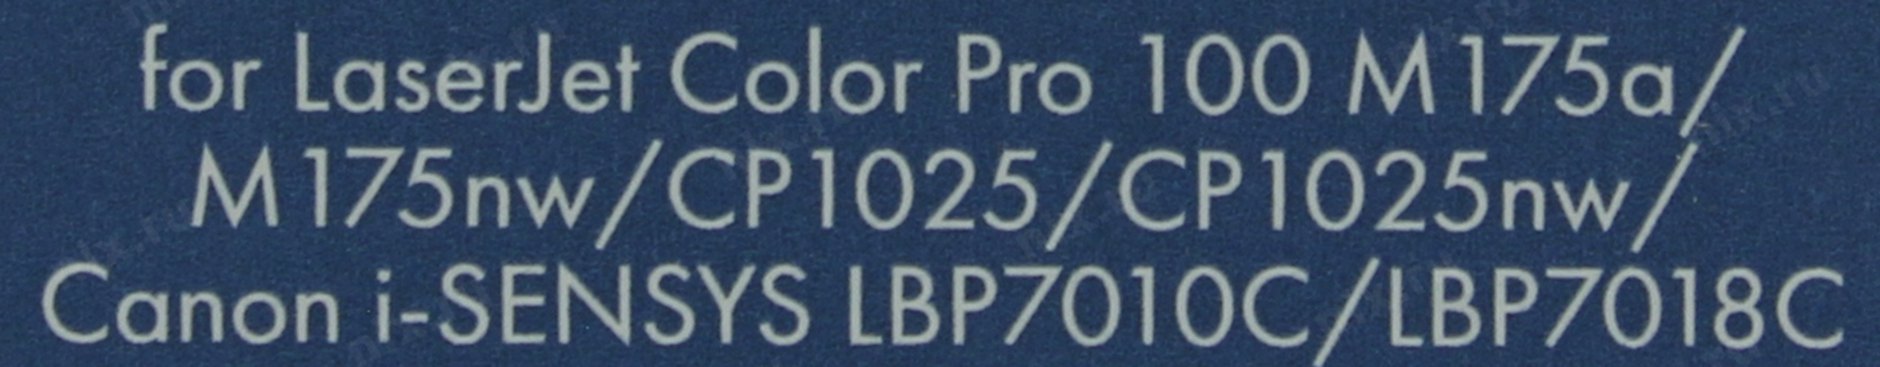 for LaserJet Color Pro 100 M175a/
M175nw/CP1025/CP1025nw/
Canon i-SENSYS LBP7010C/LBP7018C